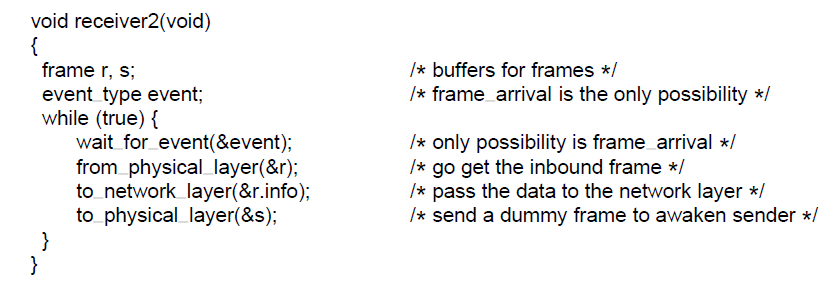 void receiver2(void)
{
frame r, s; /* buffers for frames */
event_type event; /* frame_arrival is the only possibility */
while (true) {
wait_for_event(&event); /* only possibility is frame_arrival */
from_physical_layer(&r); /* go get the inbound frame */
to_network_layer(&r.info); /* pass the data to the network layer */
to_physical_layer(&s); /* send a dummy frame to awaken sender */
}
}